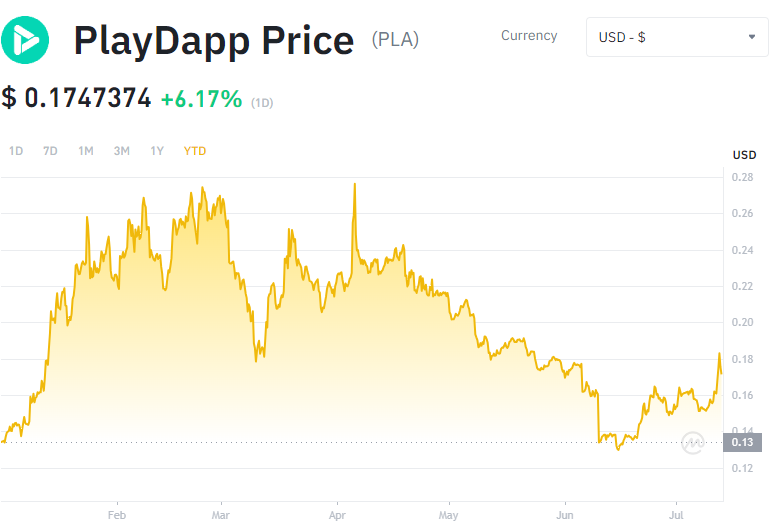 PlayDapp Price (PLA)
Currency
USD - $
$ 0.1747374 +6.17% (1D)
1D 7D 1M 3M 1Y YTD
USD
0.28
0.26
0.24
0.22
0.20
0.18
0.16
0.14
0.13
0.12
Feb Mar Apr May Jun Jul